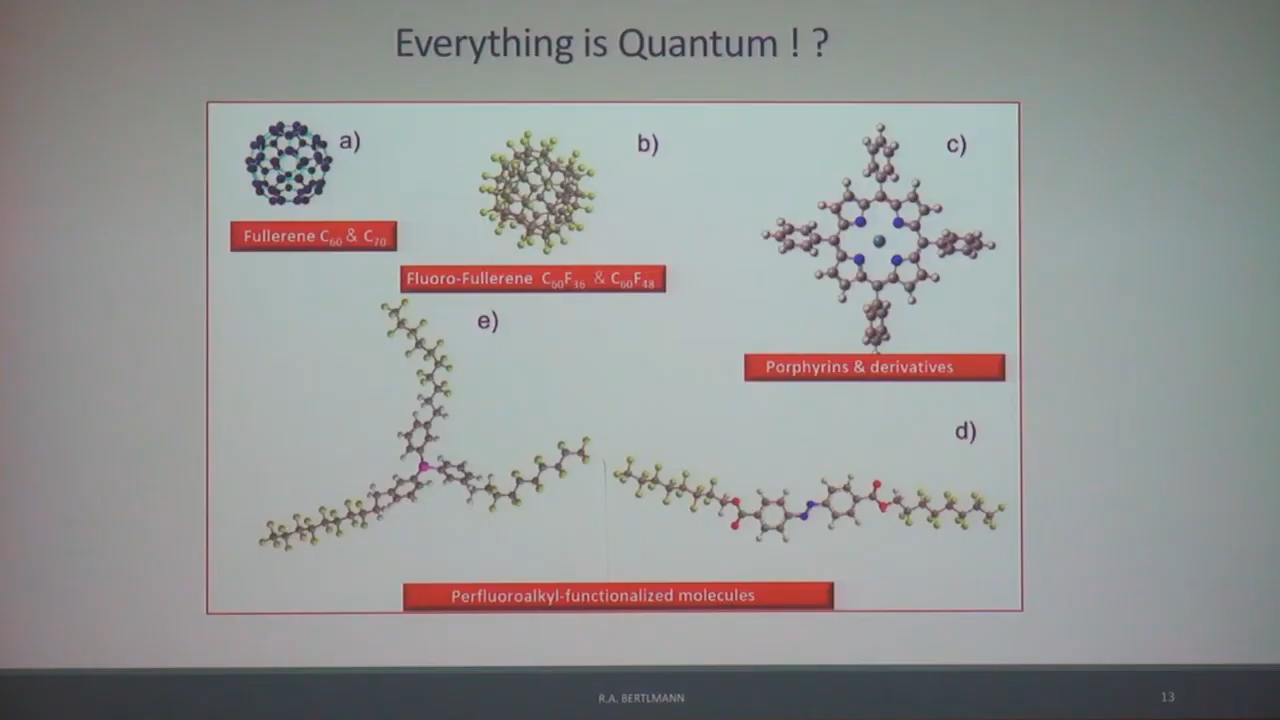 Everything is Quantum ! ?
a)
b)
c)
Fullerene C₆₀ & C₇₀
Fluoro-Fullerene C₆₀F₃₆ & C₆₀F₄₈
e)
Porphyrins & derivatives
d)
Perfluoroalkyl-functionalized molecules
R.A. BERTLMANN
13